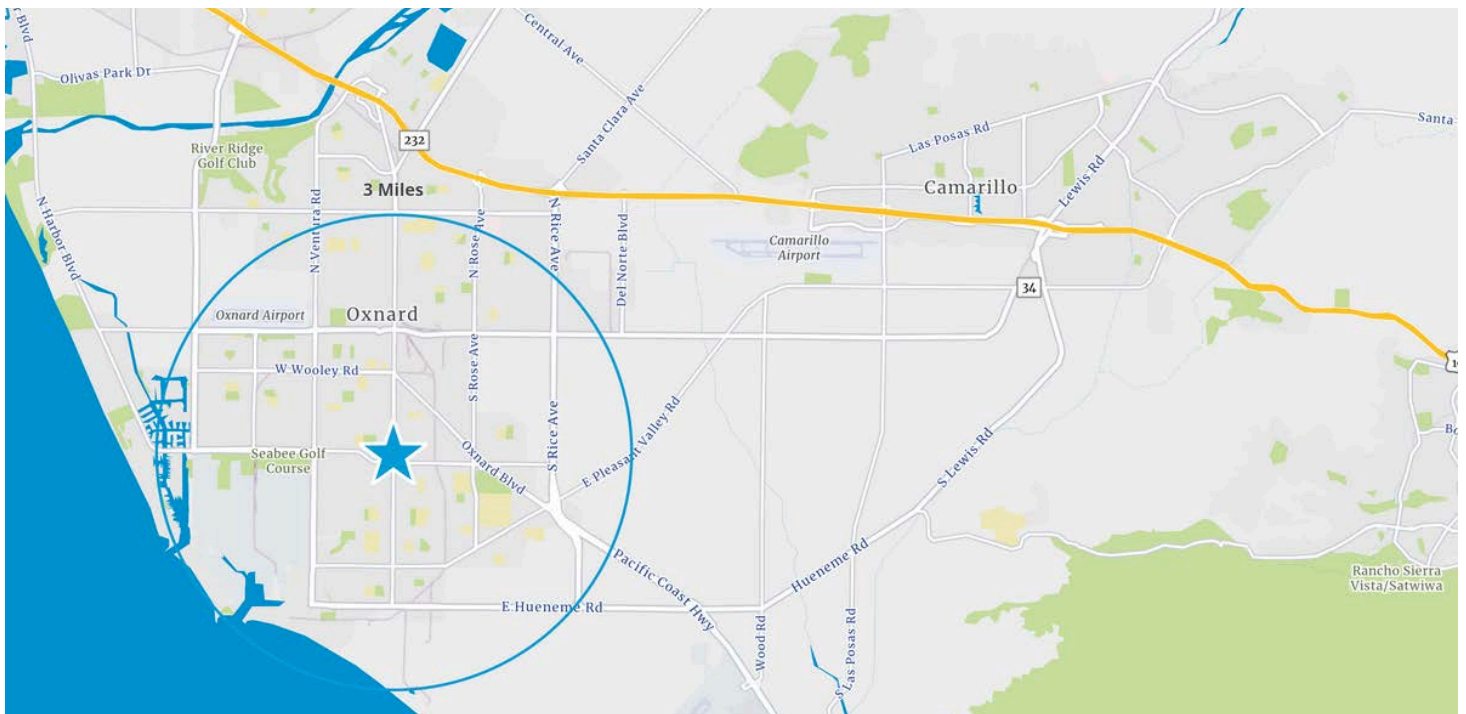 r Blvd
Olivas Park Dr
Central Ave
Santa Clara Ave
232
River Ridge
Golf Club
3 Miles
N Ventura Rd
N Harbor Blvd
N Rose Ave
N Rice Ave
Del Norte Blvd
Las Posas Rd
Camarillo
Lewis Rd
Santa
Camarillo
Airport
34
Oxnard Airport
Oxnard
W Wooley Rd
S Rose Ave
S Rice Ave
E Pleasant Valley Rd
Seabee Golf
Course
Oxnard Blvd
S Lewis Rd
10
Bo
Pacific Coast Hwy
E Hueneme Rd
Hueneme Rd
Wood Rd
S Las Posas Rd
Rancho Sierra
Vista/Satwiwa